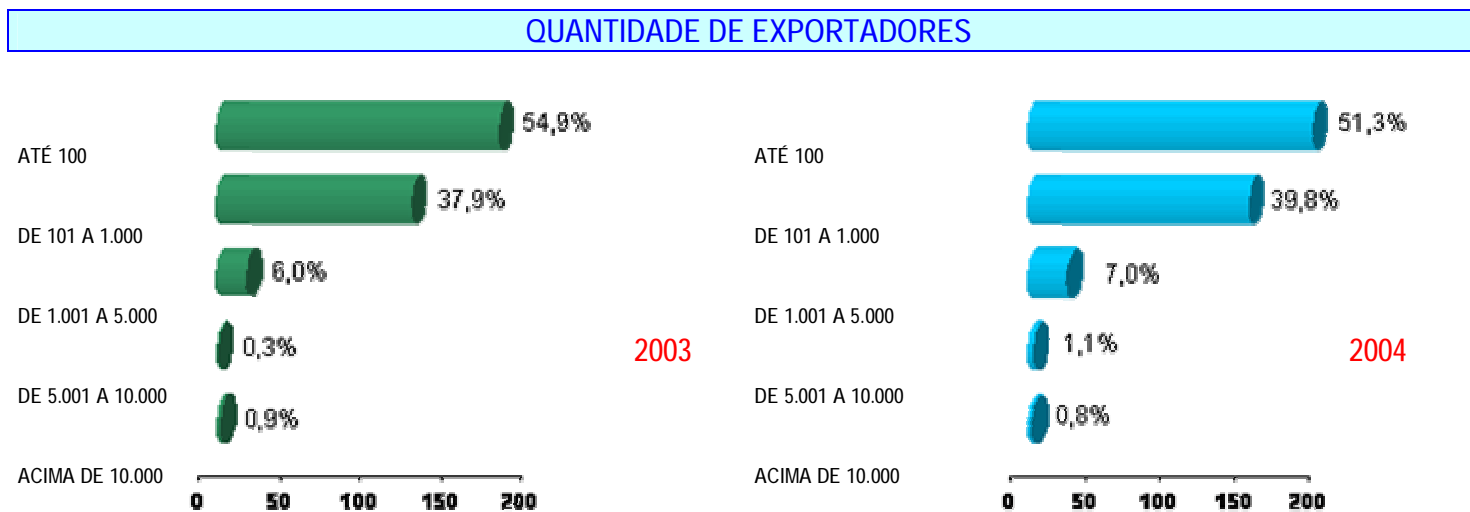 QUANTIDADE DE EXPORTADORES
54,9%
ATÉ 100
37,9%
DE 101 A 1.000
6,0%
DE 1.001 A 5.000
0,3%
2003
DE 5.001 A 10.000
0,9%
ACIMA DE 10.000
0 50 100 150 200
51,3%
ATÉ 100
39,8%
DE 101 A 1.000
7,0%
DE 1.001 A 5.000
1,1%
2004
DE 5.001 A 10.000
0,8%
ACIMA DE 10.000
0 50 100 150 200